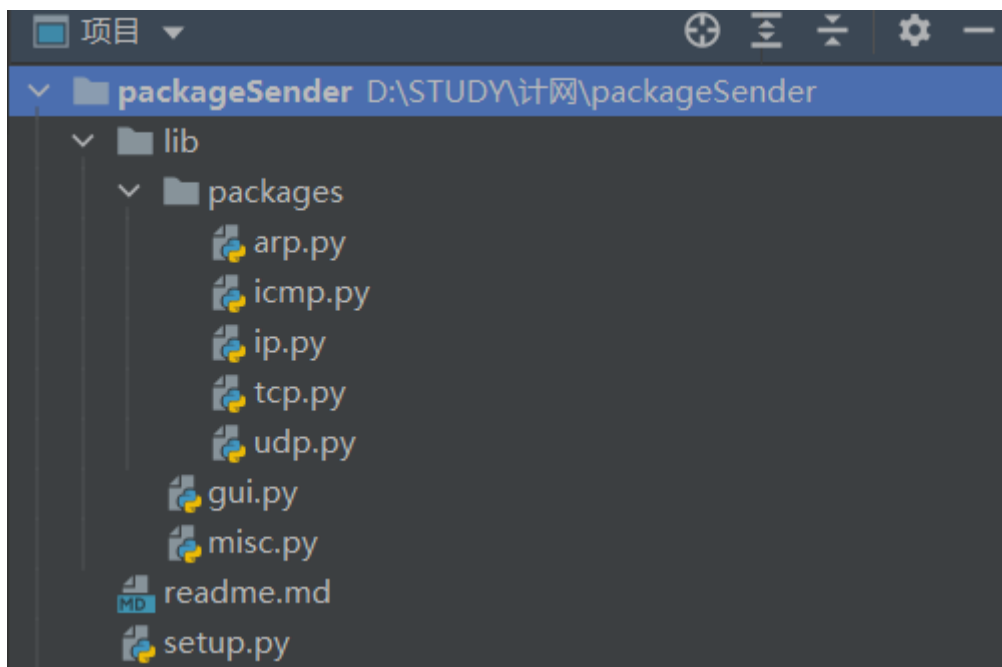 项目
packageSender D:\STUDY\计网\packageSender
lib
packages
arp.py
icmp.py
ip.py
tcp.py
udp.py
gui.py
misc.py
MD readme.md
setup.py